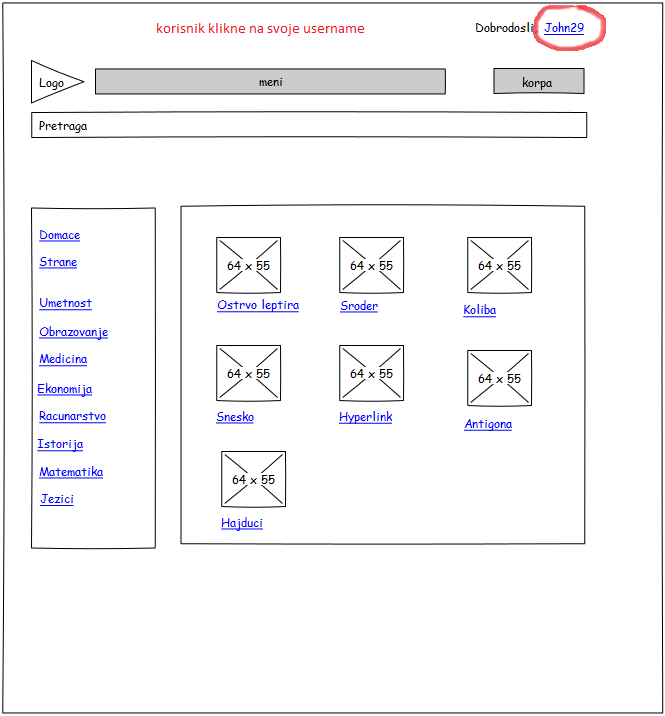 korisnik klikne na svoje username
Dobrodosli, John29
Logo
meni
korpa
Pretraga
Domace
Strane
Umetnost
Obrazovanje
Medicina
Ekonomija
Racunarstvo
Istorija
Matematika
Jezici
64 x 55
64 x 55
64 x 55
Ostrvo leptira
Sroder
Koliba
64 x 55
64 x 55
64 x 55
Snesko
Hyperlink
Antigona
64 x 55
Hajduci